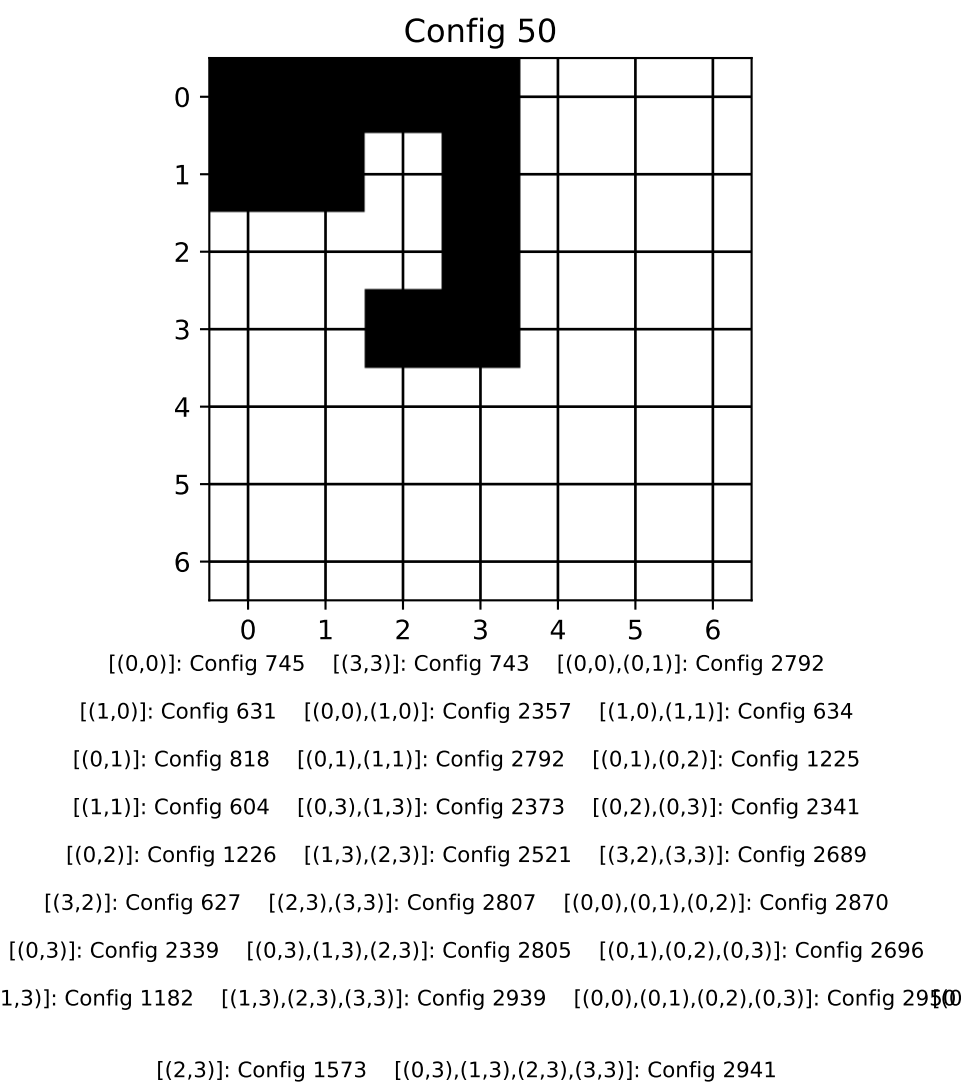 Config 50
0
1
2
3
4
5
6
0 1 2 3 4 5 6
[(0,0)]: Config 745 [(3,3)]: Config 743 [(0,0),(0,1)]: Config 2792
[(1,0)]: Config 631 [(0,0),(1,0)]: Config 2357 [(1,0),(1,1)]: Config 634
[(0,1)]: Config 818 [(0,1),(1,1)]: Config 2792 [(0,1),(0,2)]: Config 1225
[(1,1)]: Config 604 [(0,3),(1,3)]: Config 2373 [(0,2),(0,3)]: Config 2341
[(0,2)]: Config 1226 [(1,3),(2,3)]: Config 2521 [(3,2),(3,3)]: Config 2689
[(3,2)]: Config 627 [(2,3),(3,3)]: Config 2807 [(0,0),(0,1),(0,2)]: Config 2870
[(0,3)]: Config 2339 [(0,3),(1,3),(2,3)]: Config 2805 [(0,1),(0,2),(0,3)]: Config 2696
1,3)]: Config 1182 [(1,3),(2,3),(3,3)]: Config 2939 [(0,0),(0,1),(0,2),(0,3)]: Config
[(2,3)]: Config 1573 [(0,3),(1,3),(2,3),(3,3)]: Config 2941